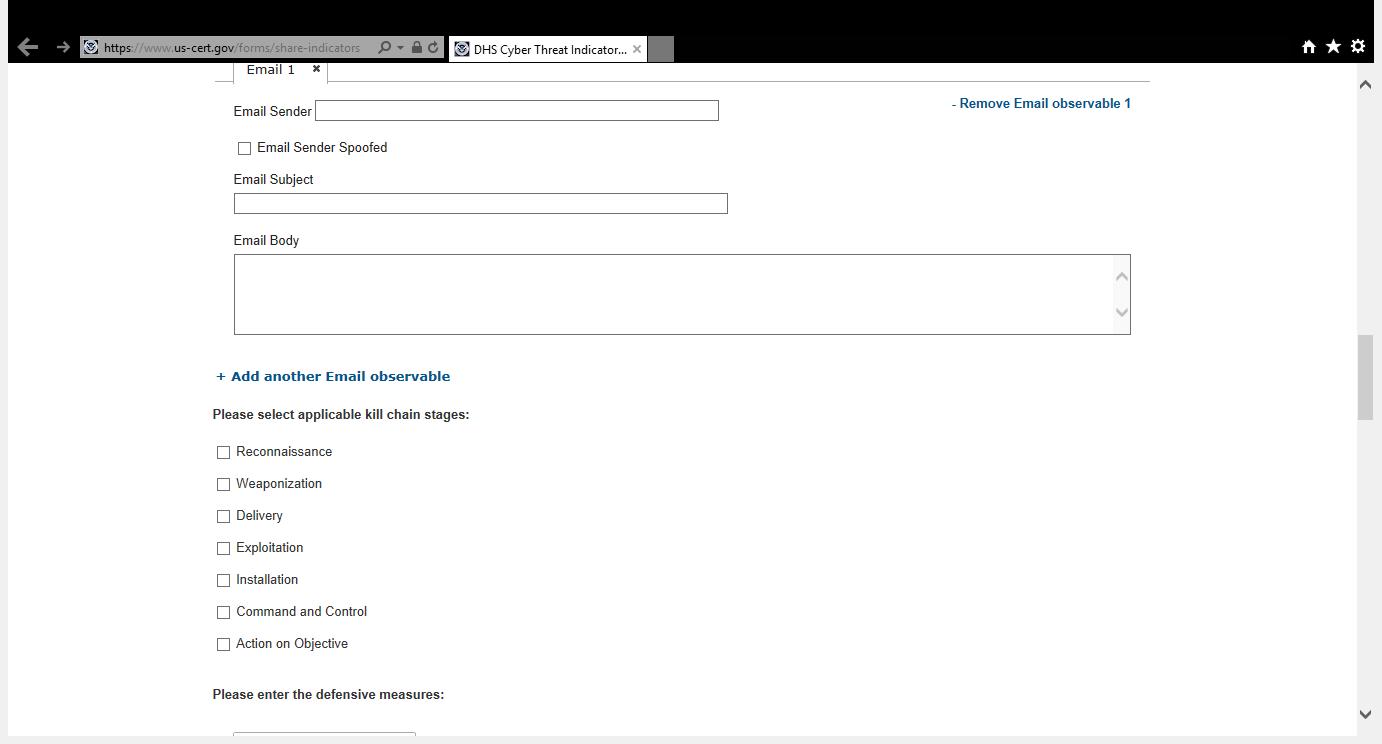 https://www.us-cert.gov/forms/share-indicators
DHS Cyber Threat Indicator...
Email 1
Email Sender
- Remove Email observable 1
Email Sender Spoofed
Email Subject
Email Body
+ Add another Email observable
Please select applicable kill chain stages:
Reconnaissance
Weaponization
Delivery
Exploitation
Installation
Command and Control
Action on Objective
Please enter the defensive measures: